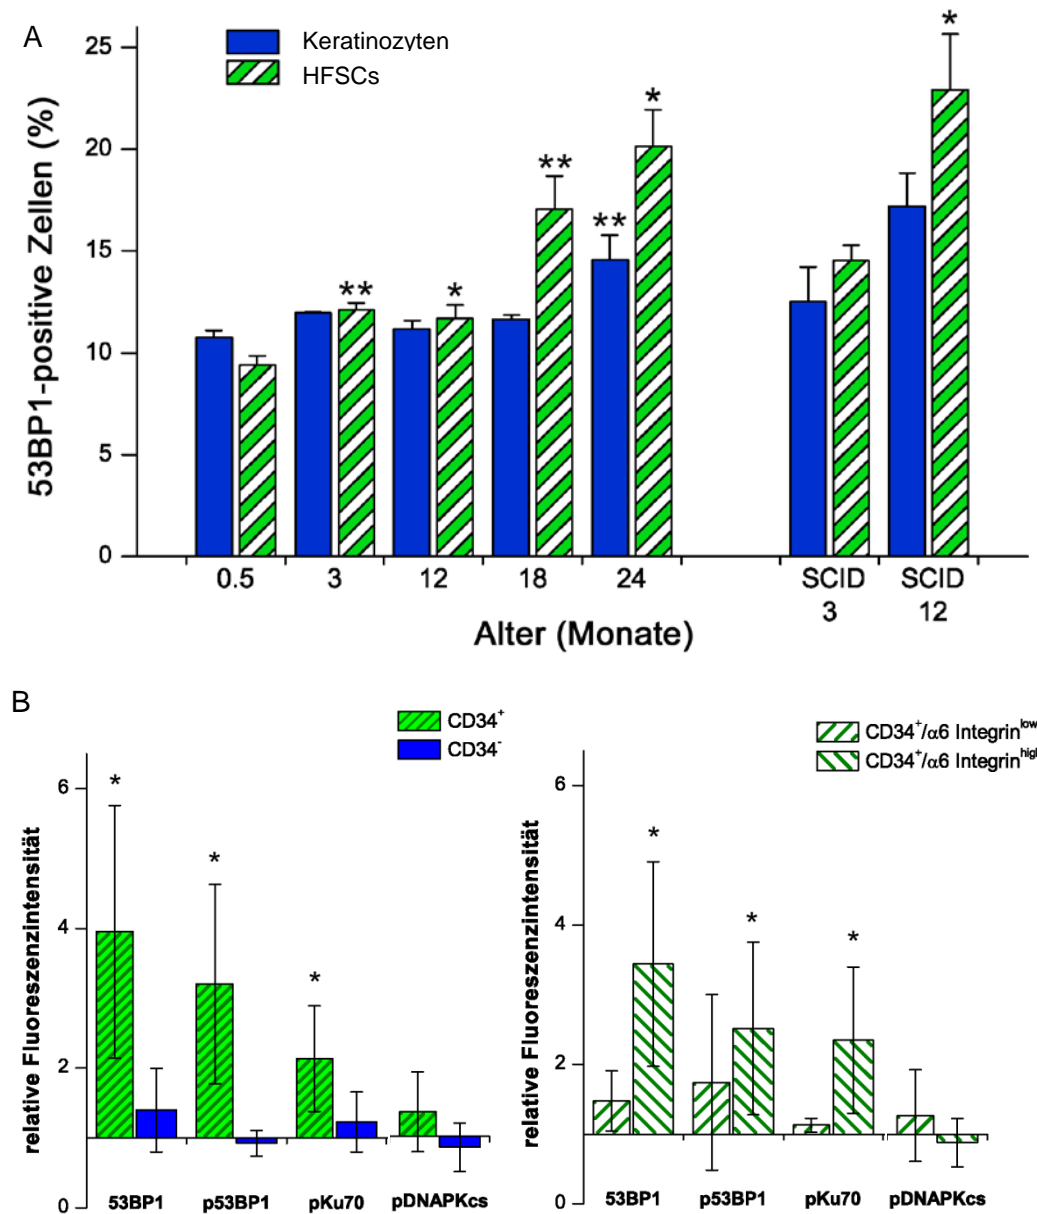 A
Keratinozyten
HFSCs
53BP1-positive Zellen (%)
25
20
15
10
5
0
*
**
*
**
**
*
*
0.5 3 12 18 24 SCID SCID
3 12
Alter (Monate)
B
CD34⁺
CD34⁻
relative Fluoreszenzintensität
6
4
2
0
*
*
*
53BP1 p53BP1 pKu70 pDNAPKcs
CD34⁺/α6 Integrinˡᵒʷ
CD34⁺/α6 Integrinʰⁱᵍʰ
relative Fluoreszenzintensität
6
4
2
0
*
*
*
53BP1 p53BP1 pKu70 pDNAPKcs